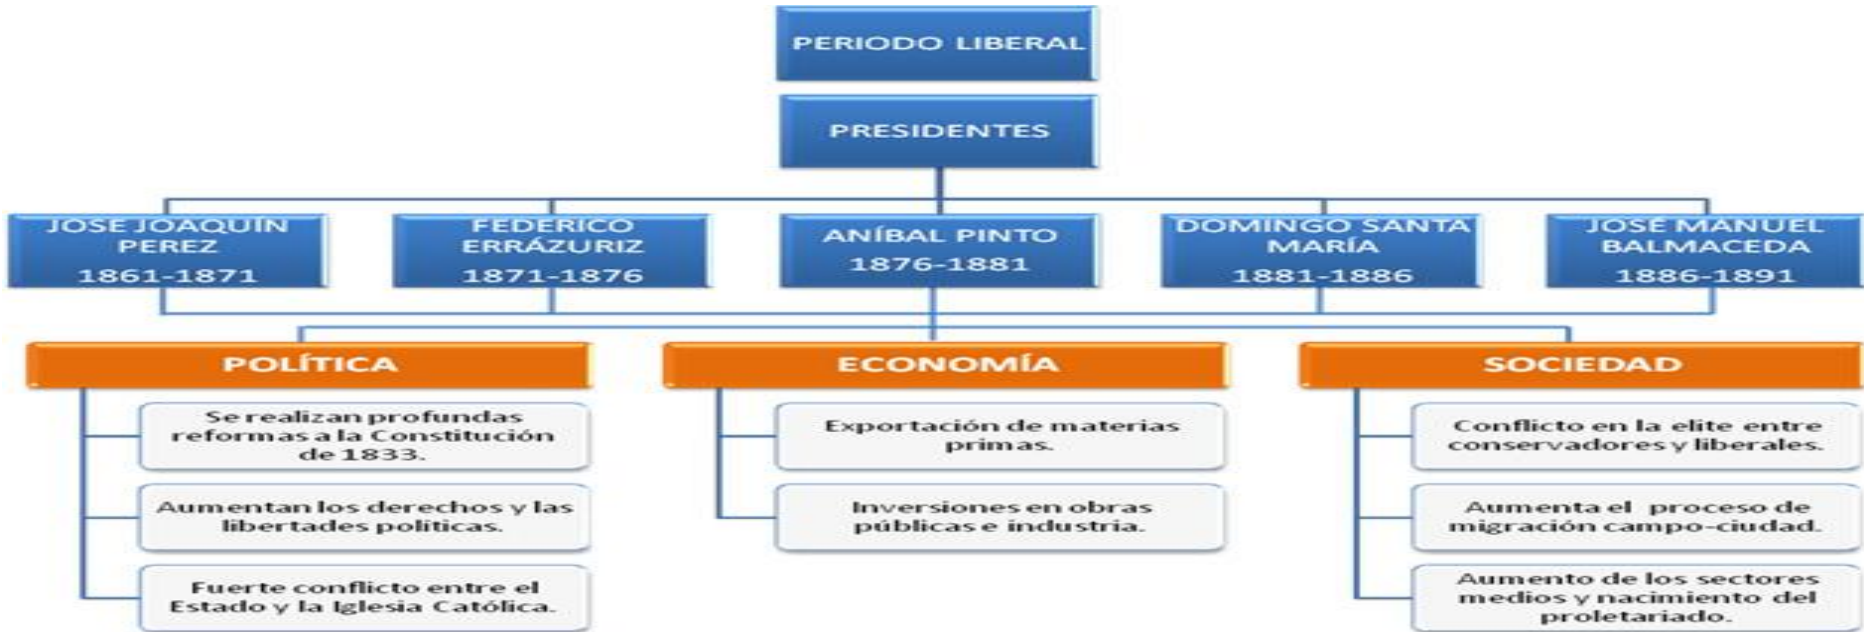 PERIODO LIBERAL
PRESIDENTES
JOSE JOAQUÍN
PEREZ
1861-1871
FEDERICO
ERRÁZURIZ
1871-1876
ANÍBAL PINTO
1876-1881
DOMINGO SANTA
MARÍA
1881-1886
JOSÉ MANUEL
BALMACEDA
1886-1891
POLÍTICA
Se realizan profundas
reformas a la Constitución
de 1833.
Aumentan los derechos y las
libertades políticas.
Fuerte conflicto entre el
Estado y la Iglesia Católica.
ECONOMÍA
Exportación de materias
primas.
Inversiones en obras
públicas e industria.
SOCIEDAD
Conflicto en la elite entre
conservadores y liberales.
Aumenta el proceso de
migración campo-ciudad.
Aumento de los sectores
medios y nacimiento del
proletariado.